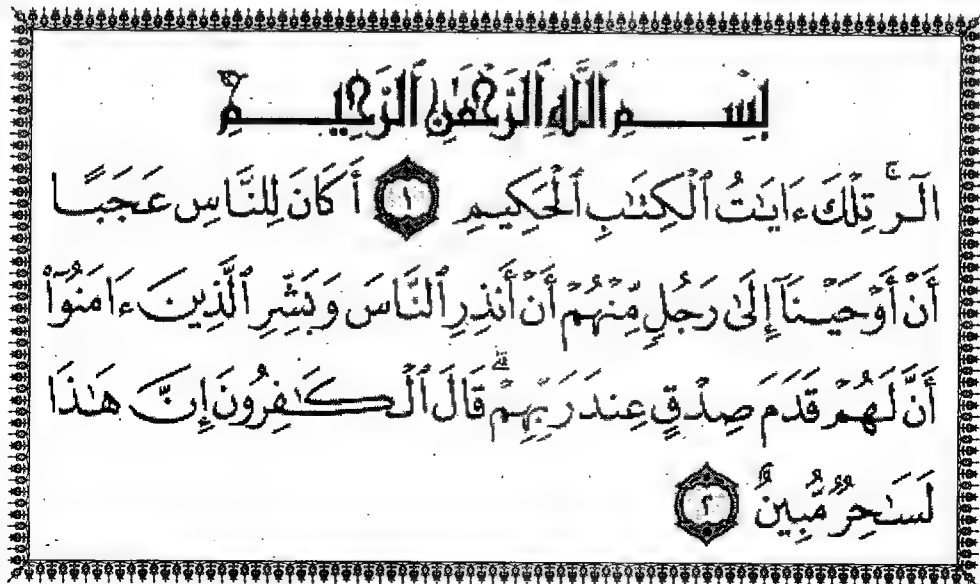 بِسْمِ ٱللَّهِ ٱلرَّحْمَٰنِ ٱلرَّحِيمِ
الٓرۚ تِلْكَ ءَايَٰتُ ٱلْكِتَٰبِ ٱلْحَكِيمِ ١ أَكَانَ لِلنَّاسِ عَجَبًا
أَنْ أَوْحَيْنَآ إِلَىٰ رَجُلٍ مِّنْهُمْ أَنْ أَنذِرِ ٱلنَّاسَ وَبَشِّرِ ٱلَّذِينَ ءَامَنُوٓا۟
أَنَّ لَهُمْ قَدَمَ صِدْقٍ عِندَ رَبِّهِمْۗ قَالَ ٱلْكَٰفِرُونَ إِنَّ هَٰذَا
لَسَٰحِرٌ مُّبِينٌ ٢